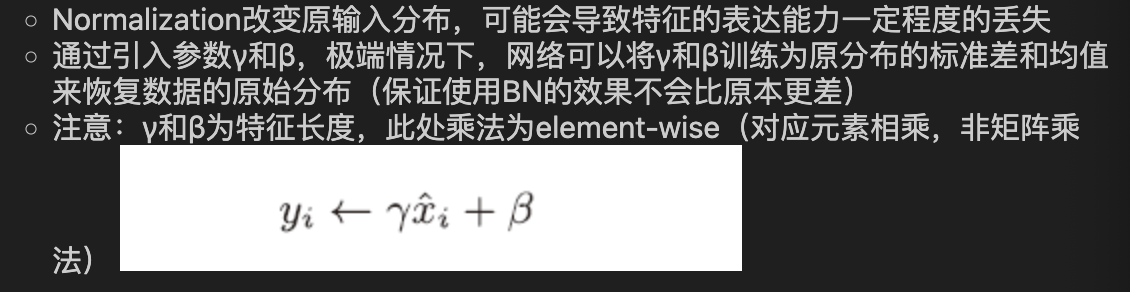 Normalization改变原输入分布，可能会导致特征的表达能力一定程度的丢失
通过引入参数γ和β，极端情况下，网络可以将γ和β训练为原分布的标准差和均值
来恢复数据的原始分布（保证使用BN的效果不会比原本更差）
注意：γ和β为特征长度，此处乘法为element-wise（对应元素相乘，非矩阵乘
法）
yᵢ ← γx̂ᵢ + β